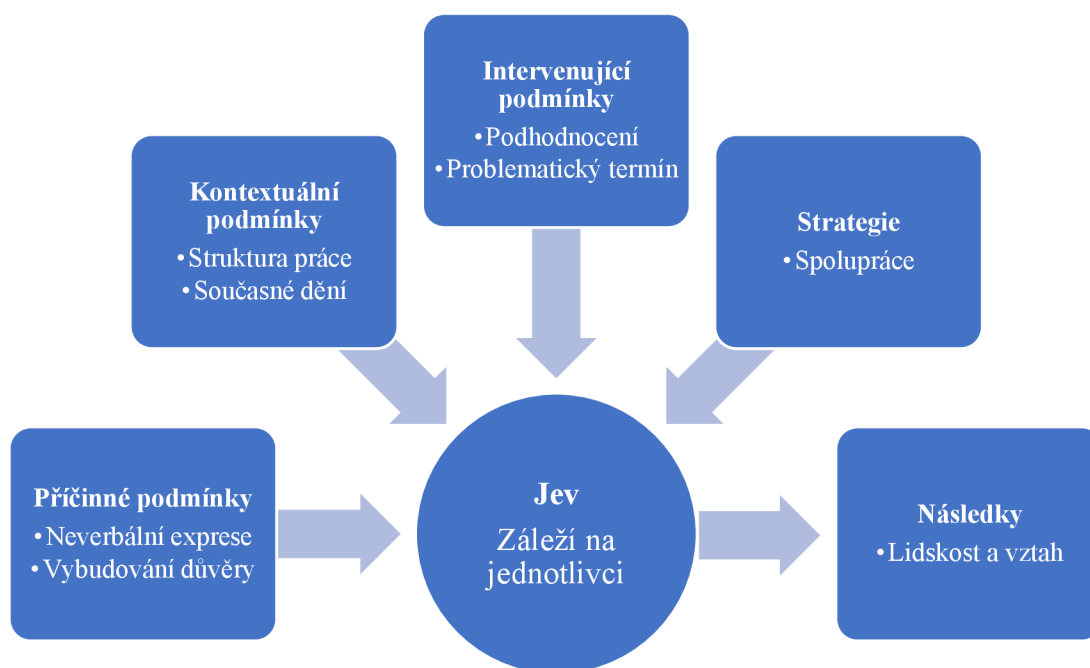 Intervenující
podmínky
•Podhodnocení
•Problematický termín
Kontextuální
podmínky
•Struktura práce
•Současné dění
Strategie
•Spolupráce
Příčinné podmínky
•Neverbální exprese
•Vybudování důvěry
Jev
Záleží na
jednotlivci
Následky
•Lidskost a vztah